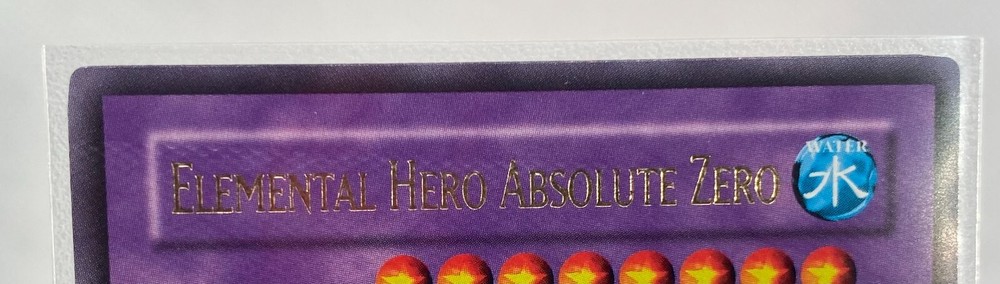 Elemental Hero Absolute Zero
WATER
水